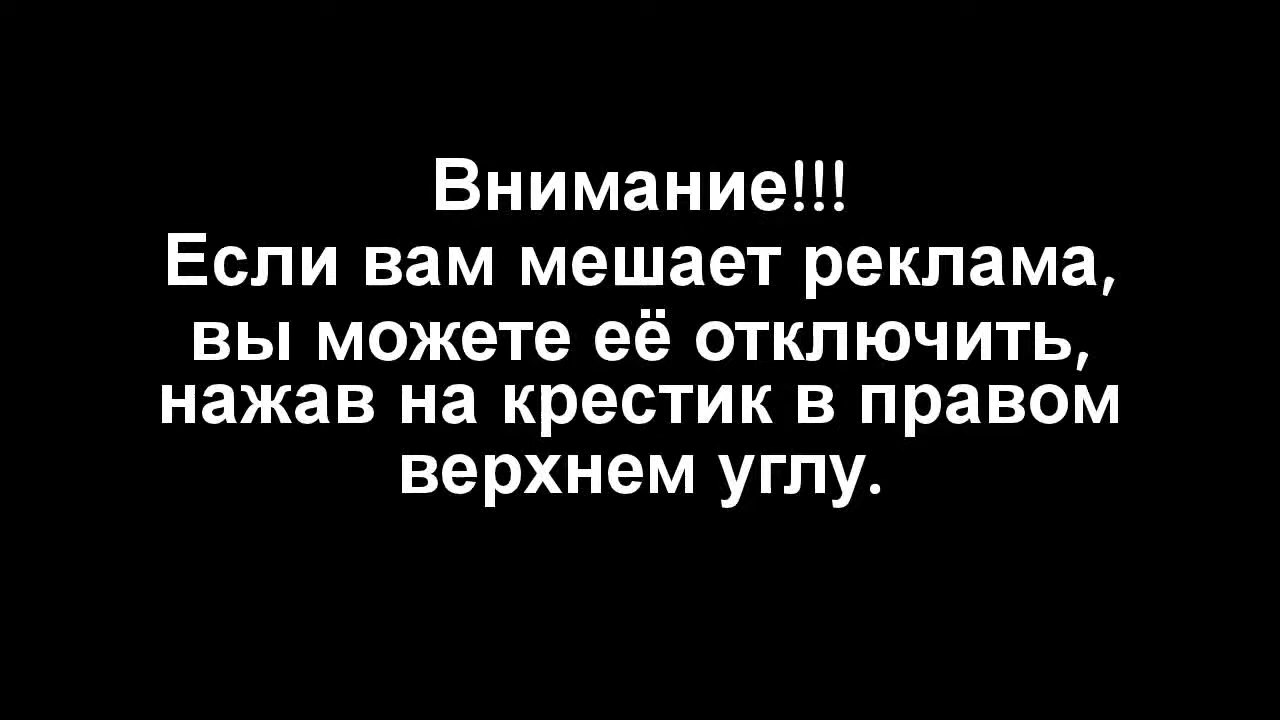 Внимание!!!
Если вам мешает реклама,
вы можете её отключить,
нажав на крестик в правом
верхнем углу.